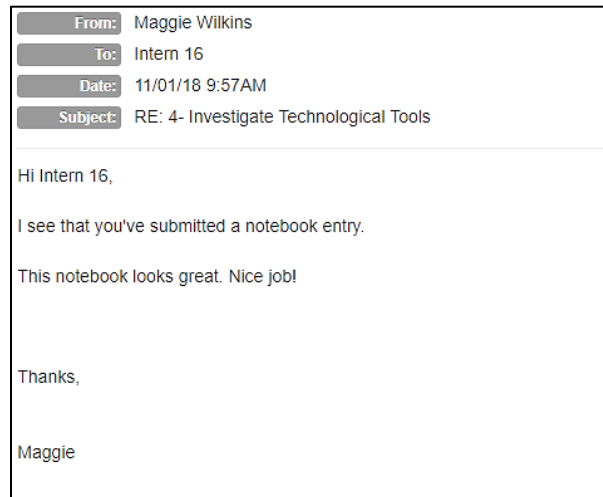 From: Maggie Wilkins
To: Intern 16
Date: 11/01/18 9:57AM
Subject: RE: 4- Investigate Technological Tools
Hi Intern 16,
I see that you've submitted a notebook entry.
This notebook looks great. Nice job!
Thanks,
Maggie